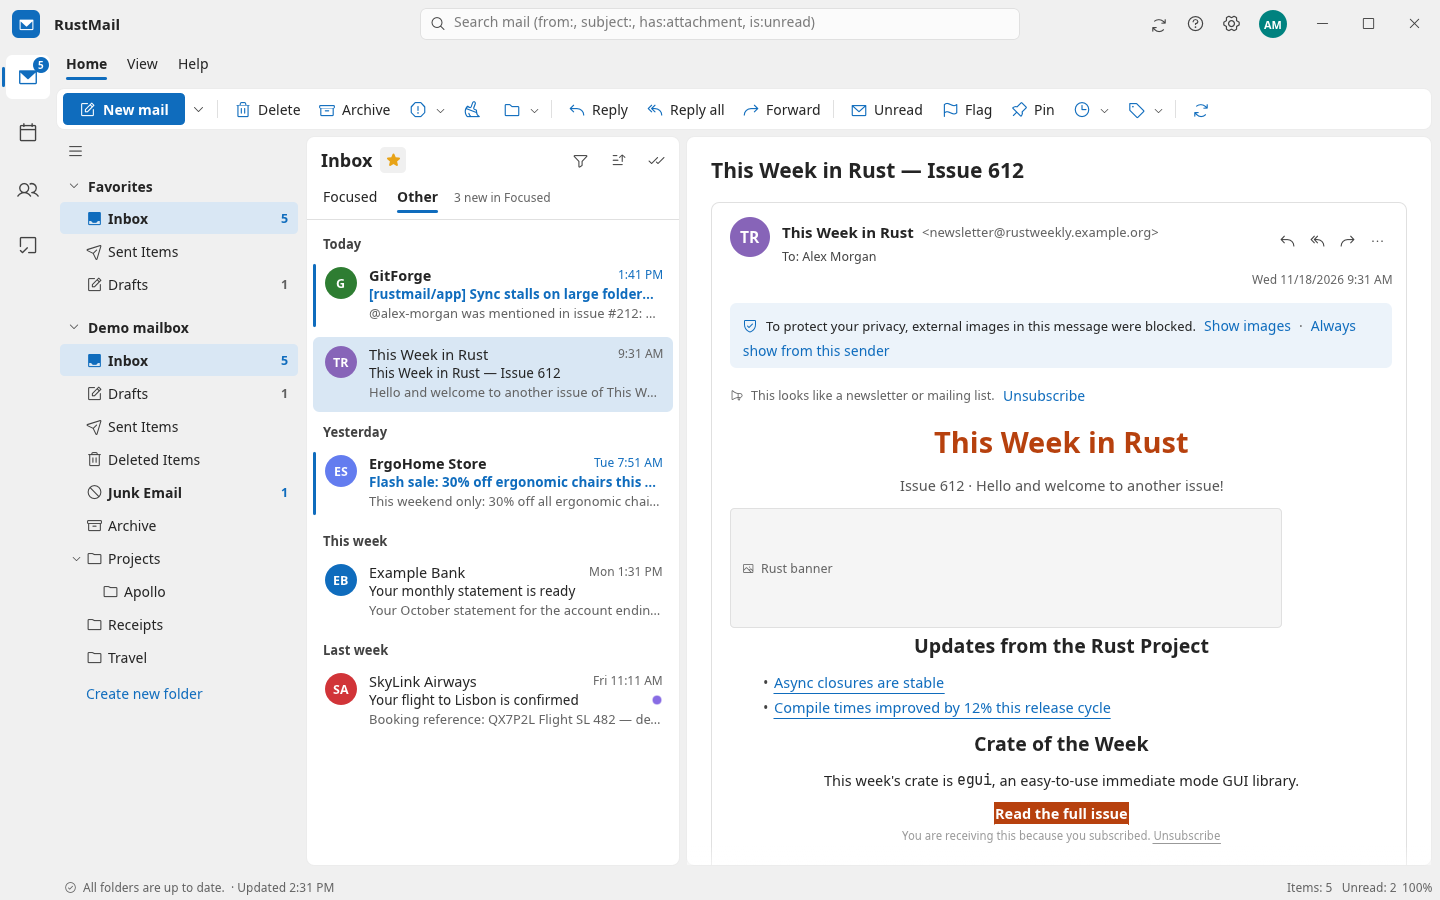 RustMail
Search mail (from:, subject:, has:attachment, is:unread)
AM
5
Home View Help
New mail Delete Archive Reply Reply all Forward Unread Flag Pin
Favorites
Inbox 5
Sent Items
Drafts 1
Demo mailbox
Inbox 5
Drafts 1
Sent Items
Deleted Items
Junk Email 1
Archive
Projects
Apollo
Receipts
Travel
Create new folder
Inbox
Focused Other 3 new in Focused
Today
G
GitForge 1:41 PM
[rustmail/app] Sync stalls on large folder...
@alex-morgan was mentioned in issue #212: ...
TR
This Week in Rust 9:31 AM
This Week in Rust — Issue 612
Hello and welcome to another issue of This W...
Yesterday
ES
ErgoHome Store Tue 7:51 AM
Flash sale: 30% off ergonomic chairs this ...
This weekend only: 30% off all ergonomic chai...
This week
EB
Example Bank Mon 1:31 PM
Your monthly statement is ready
Your October statement for the account endin...
Last week
SA
SkyLink Airways Fri 11:11 AM
Your flight to Lisbon is confirmed
Booking reference: QX7P2L Flight SL 482 — de...
This Week in Rust — Issue 612
TR
This Week in Rust <newsletter@rustweekly.example.org>
To: Alex Morgan
Wed 11/18/2026 9:31 AM
To protect your privacy, external images in this message were blocked. Show images · Always
show from this sender
This looks like a newsletter or mailing list. Unsubscribe
This Week in Rust
Issue 612 · Hello and welcome to another issue!
Rust banner
Updates from the Rust Project
• Async closures are stable
• Compile times improved by 12% this release cycle
Crate of the Week
This week's crate is egui, an easy-to-use immediate mode GUI library.
Read the full issue
You are receiving this because you subscribed. Unsubscribe
All folders are up to date. · Updated 2:31 PM
Items: 5 Unread: 2 100%